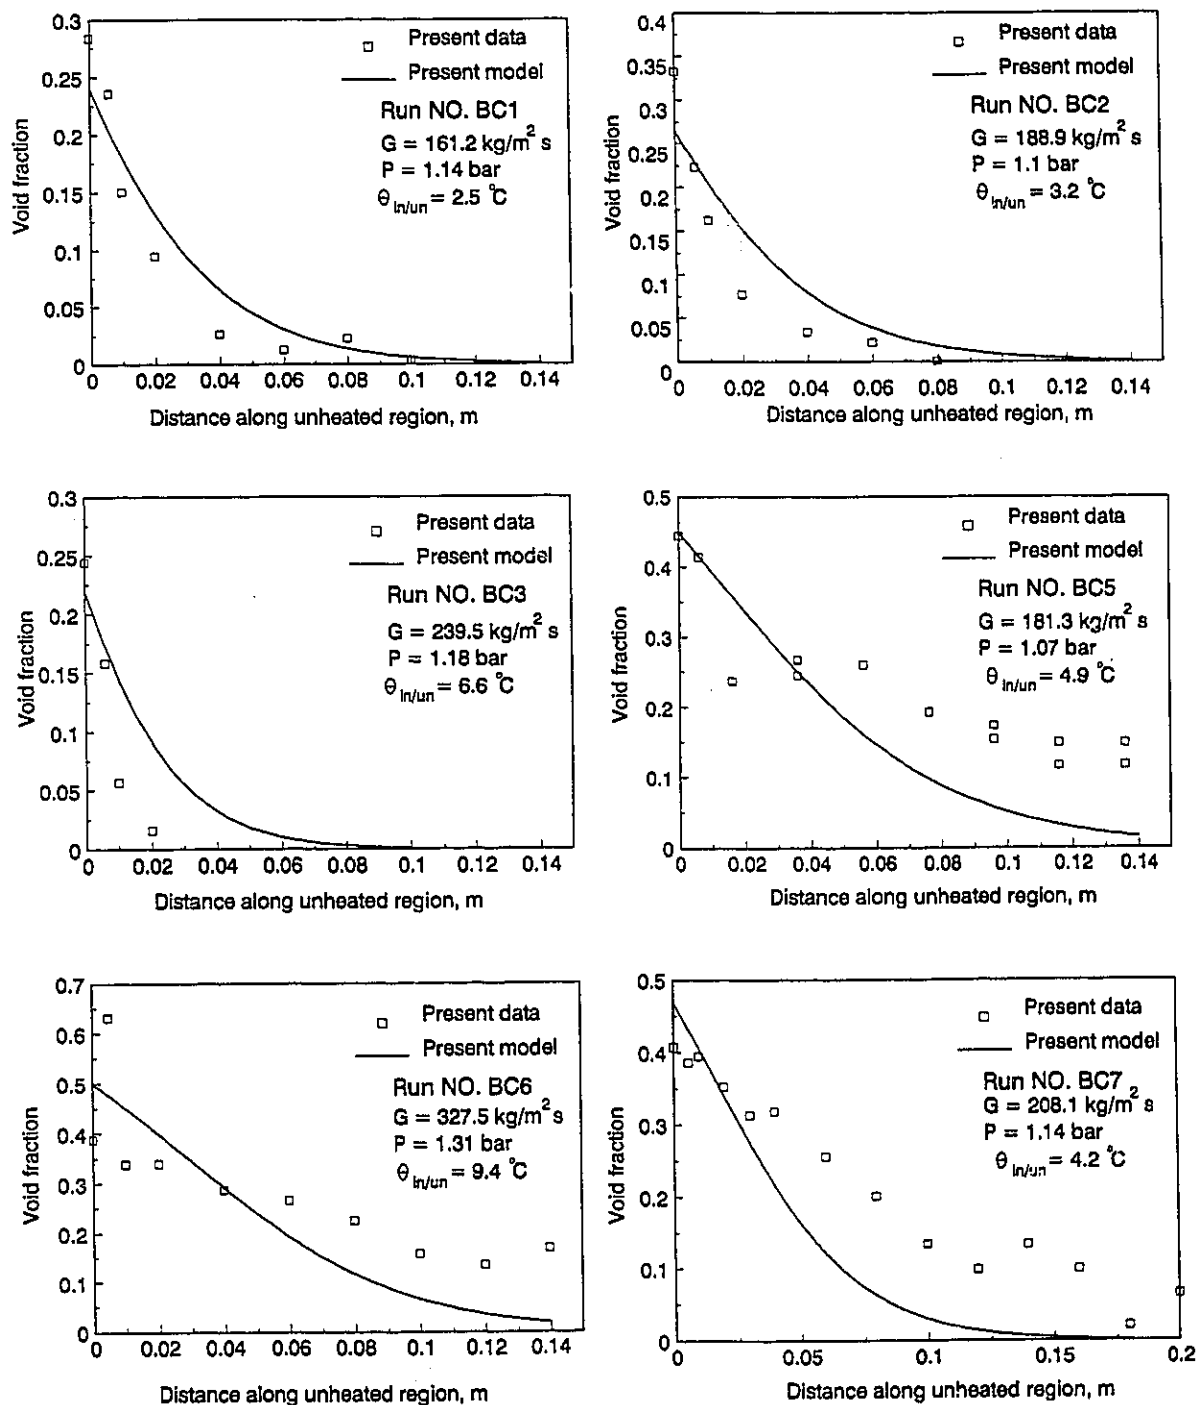 0.3
0.25
0.2
0.15
0.1
0.05
0
Void fraction
Present data
Present model
Run NO. BC1
G = 161.2 kg/m² s
P = 1.14 bar
θ In/un = 2.5 °C
0 0.02 0.04 0.06 0.08 0.1 0.12 0.14
Distance along unheated region, m
0.4
0.35
0.3
0.25
0.2
0.15
0.1
0.05
0
Void fraction
Present data
Present model
Run NO. BC2
G = 188.9 kg/m² s
P = 1.1 bar
θ In/un = 3.2 °C
0 0.02 0.04 0.06 0.08 0.1 0.12 0.14
Distance along unheated region, m
0.3
0.25
0.2
0.15
0.1
0.05
0
Void fraction
Present data
Present model
Run NO. BC3
G = 239.5 kg/m² s
P = 1.18 bar
θ In/un = 6.6 °C
0 0.02 0.04 0.06 0.08 0.1 0.12 0.14
Distance along unheated region, m
0.5
0.4
0.3
0.2
0.1
0
Void fraction
Present data
Present model
Run NO. BC5
G = 181.3 kg/m² s
P = 1.07 bar
θ In/un = 4.9 °C
0 0.02 0.04 0.06 0.08 0.1 0.12 0.14
Distance along unheated region, m
0.7
0.6
0.5
0.4
0.3
0.2
0.1
0
Void fraction
Present data
Present model
Run NO. BC6
G = 327.5 kg/m² s
P = 1.31 bar
θ In/un = 9.4 °C
0 0.02 0.04 0.06 0.08 0.1 0.12 0.14
Distance along unheated region, m
0.5
0.4
0.3
0.2
0.1
0
Void fraction
Present data
Present model
Run NO. BC7
G = 208.1 kg/m² s
P = 1.14 bar
θ In/un = 4.2 °C
0 0.05 0.1 0.15 0.2
Distance along unheated region, m